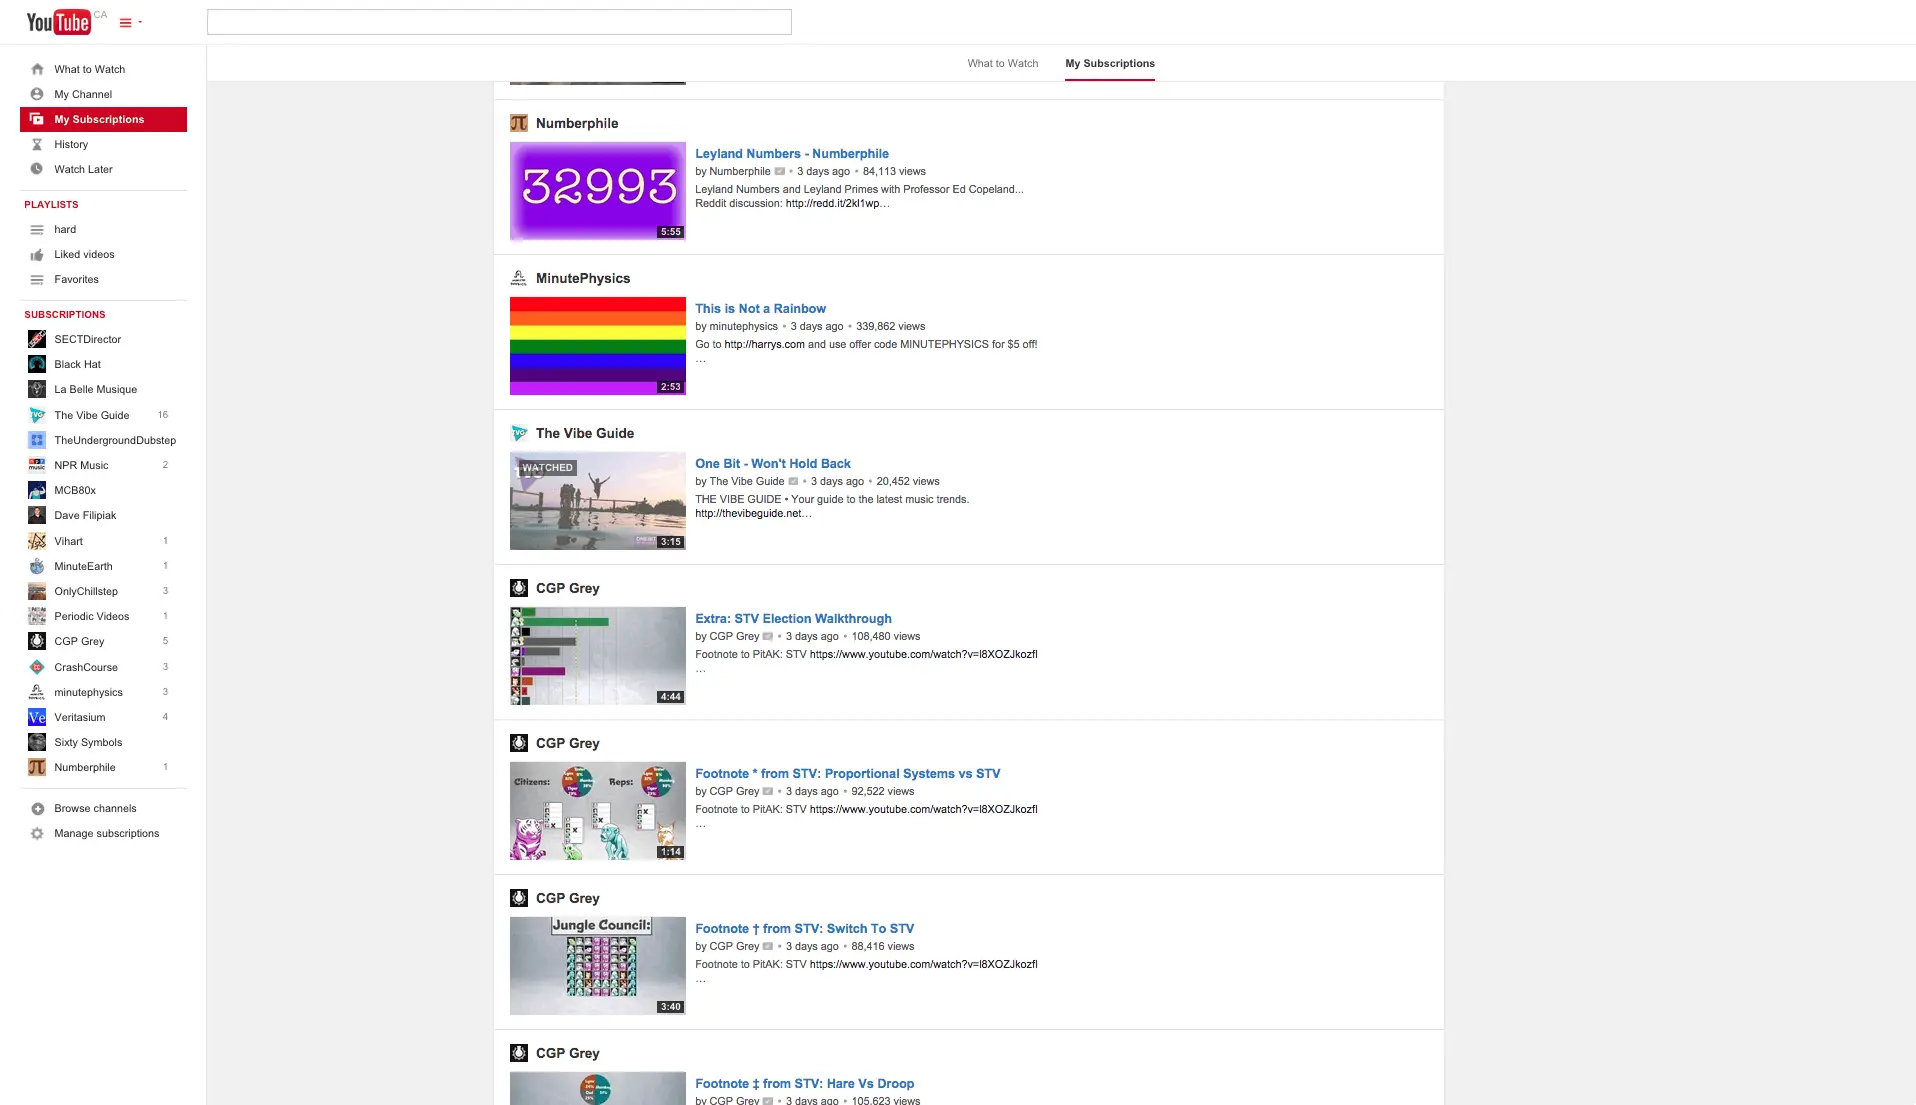 YouTube CA
What to Watch
My Channel
My Subscriptions
History
Watch Later
PLAYLISTS
hard
Liked videos
Favorites
SUBSCRIPTIONS
SECTDirector
Black Hat
La Belle Musique
The Vibe Guide 16
TheUndergroundDubstep
NPR Music 2
MCB80x
Dave Filipiak
Vihart 1
MinuteEarth 1
OnlyChillstep 3
Periodic Videos 1
CGP Grey 5
CrashCourse 3
minutephysics 3
Veritasium 4
Sixty Symbols
Numberphile 1
Browse channels
Manage subscriptions
What to Watch My Subscriptions
Numberphile
32993
5:55
Leyland Numbers - Numberphile
by Numberphile • 3 days ago • 84,113 views
Leyland Numbers and Leyland Primes with Professor Ed Copeland...
Reddit discussion: http://redd.it/2kl1wp…
MinutePhysics
2:53
This is Not a Rainbow
by minutephysics • 3 days ago • 339,862 views
Go to http://harrys.com and use offer code MINUTEPHYSICS for $5 off!
...
The Vibe Guide
WATCHED
3:15
One Bit - Won't Hold Back
by The Vibe Guide • 3 days ago • 20,452 views
THE VIBE GUIDE • Your guide to the latest music trends.
http://thevibeguide.net…
CGP Grey
4:44
Extra: STV Election Walkthrough
by CGP Grey • 3 days ago • 108,480 views
Footnote to PitAK: STV https://www.youtube.com/watch?v=l8XOZJkozfI
...
CGP Grey
Citizens: Reps:
1:14
Footnote * from STV: Proportional Systems vs STV
by CGP Grey • 3 days ago • 92,522 views
Footnote to PitAK: STV https://www.youtube.com/watch?v=l8XOZJkozfI
...
CGP Grey
Jungle Council:
3:40
Footnote † from STV: Switch To STV
by CGP Grey • 3 days ago • 88,416 views
Footnote to PitAK: STV https://www.youtube.com/watch?v=l8XOZJkozfI
...
CGP Grey
Footnote ‡ from STV: Hare Vs Droop
by CGP Grey • 3 days ago • 105,623 views